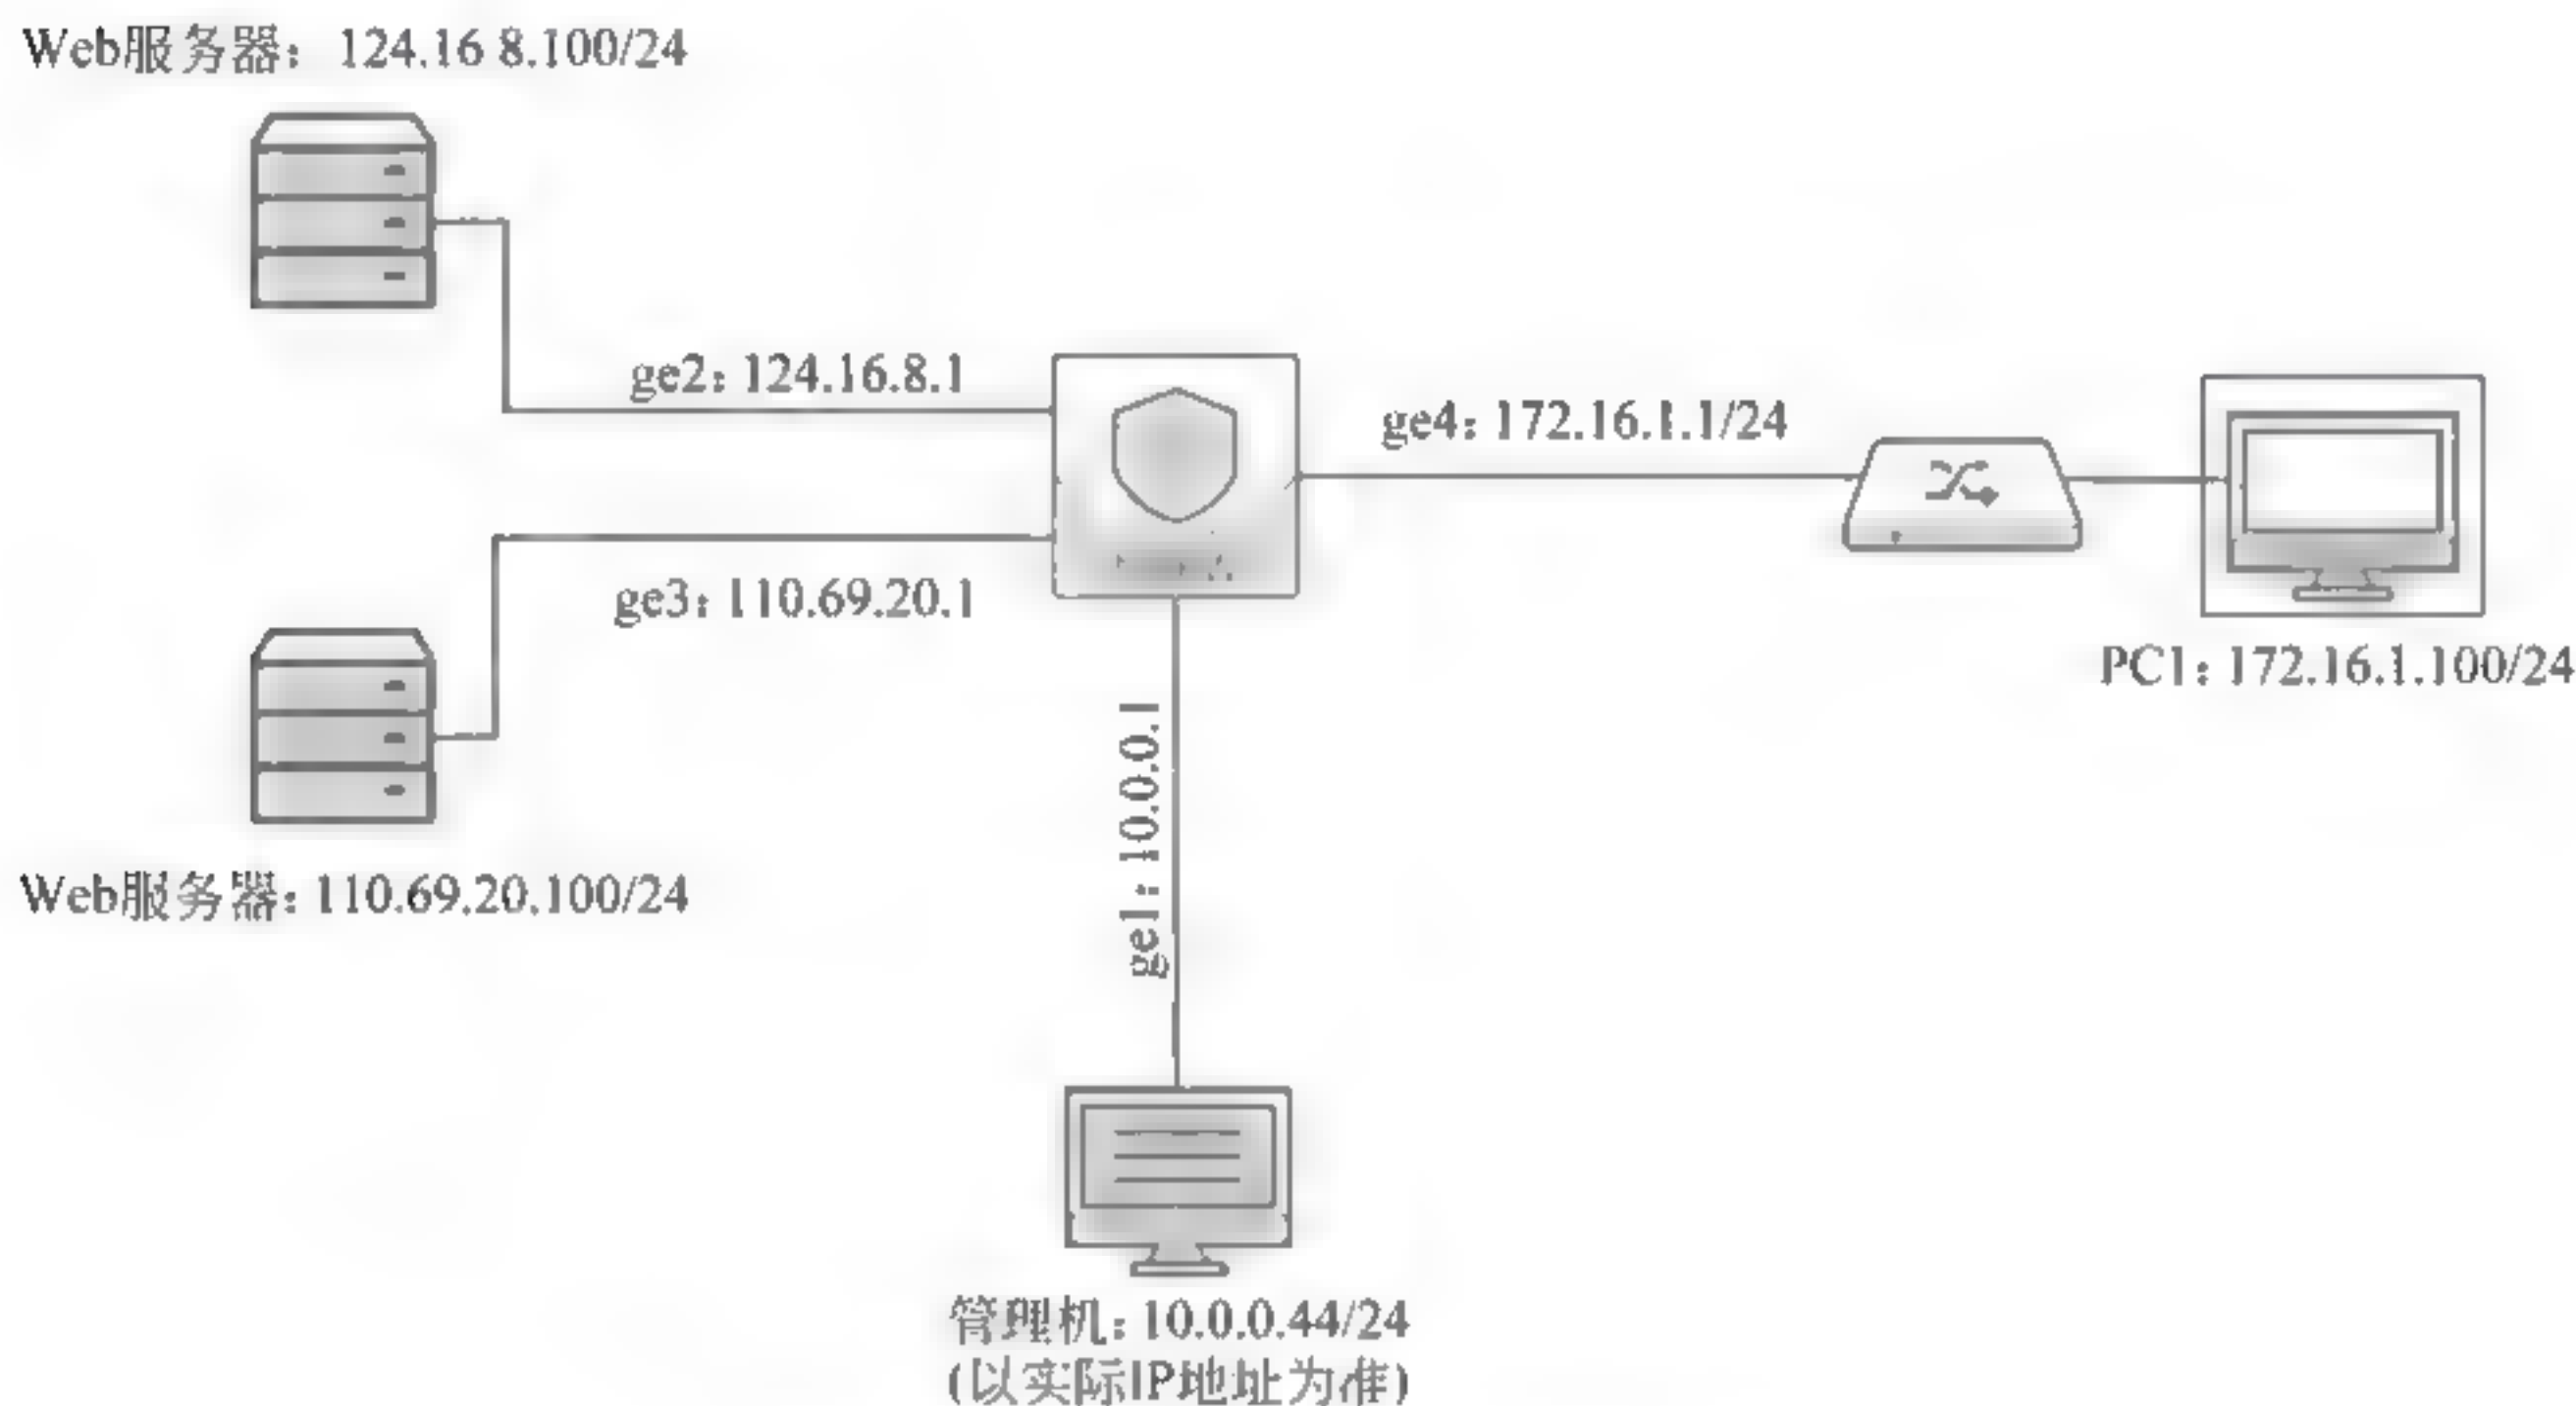 Web服务器：124.16 8.100/24
ge2：124.16.8.1
ge4：172.16.1.1/24
ge3：110.69.20.1
PC1：172.16.1.100/24
ge1：10.0.0.1
Web服务器：110.69.20.100/24
管理机：10.0.0.44/24
(以实际IP地址为准)